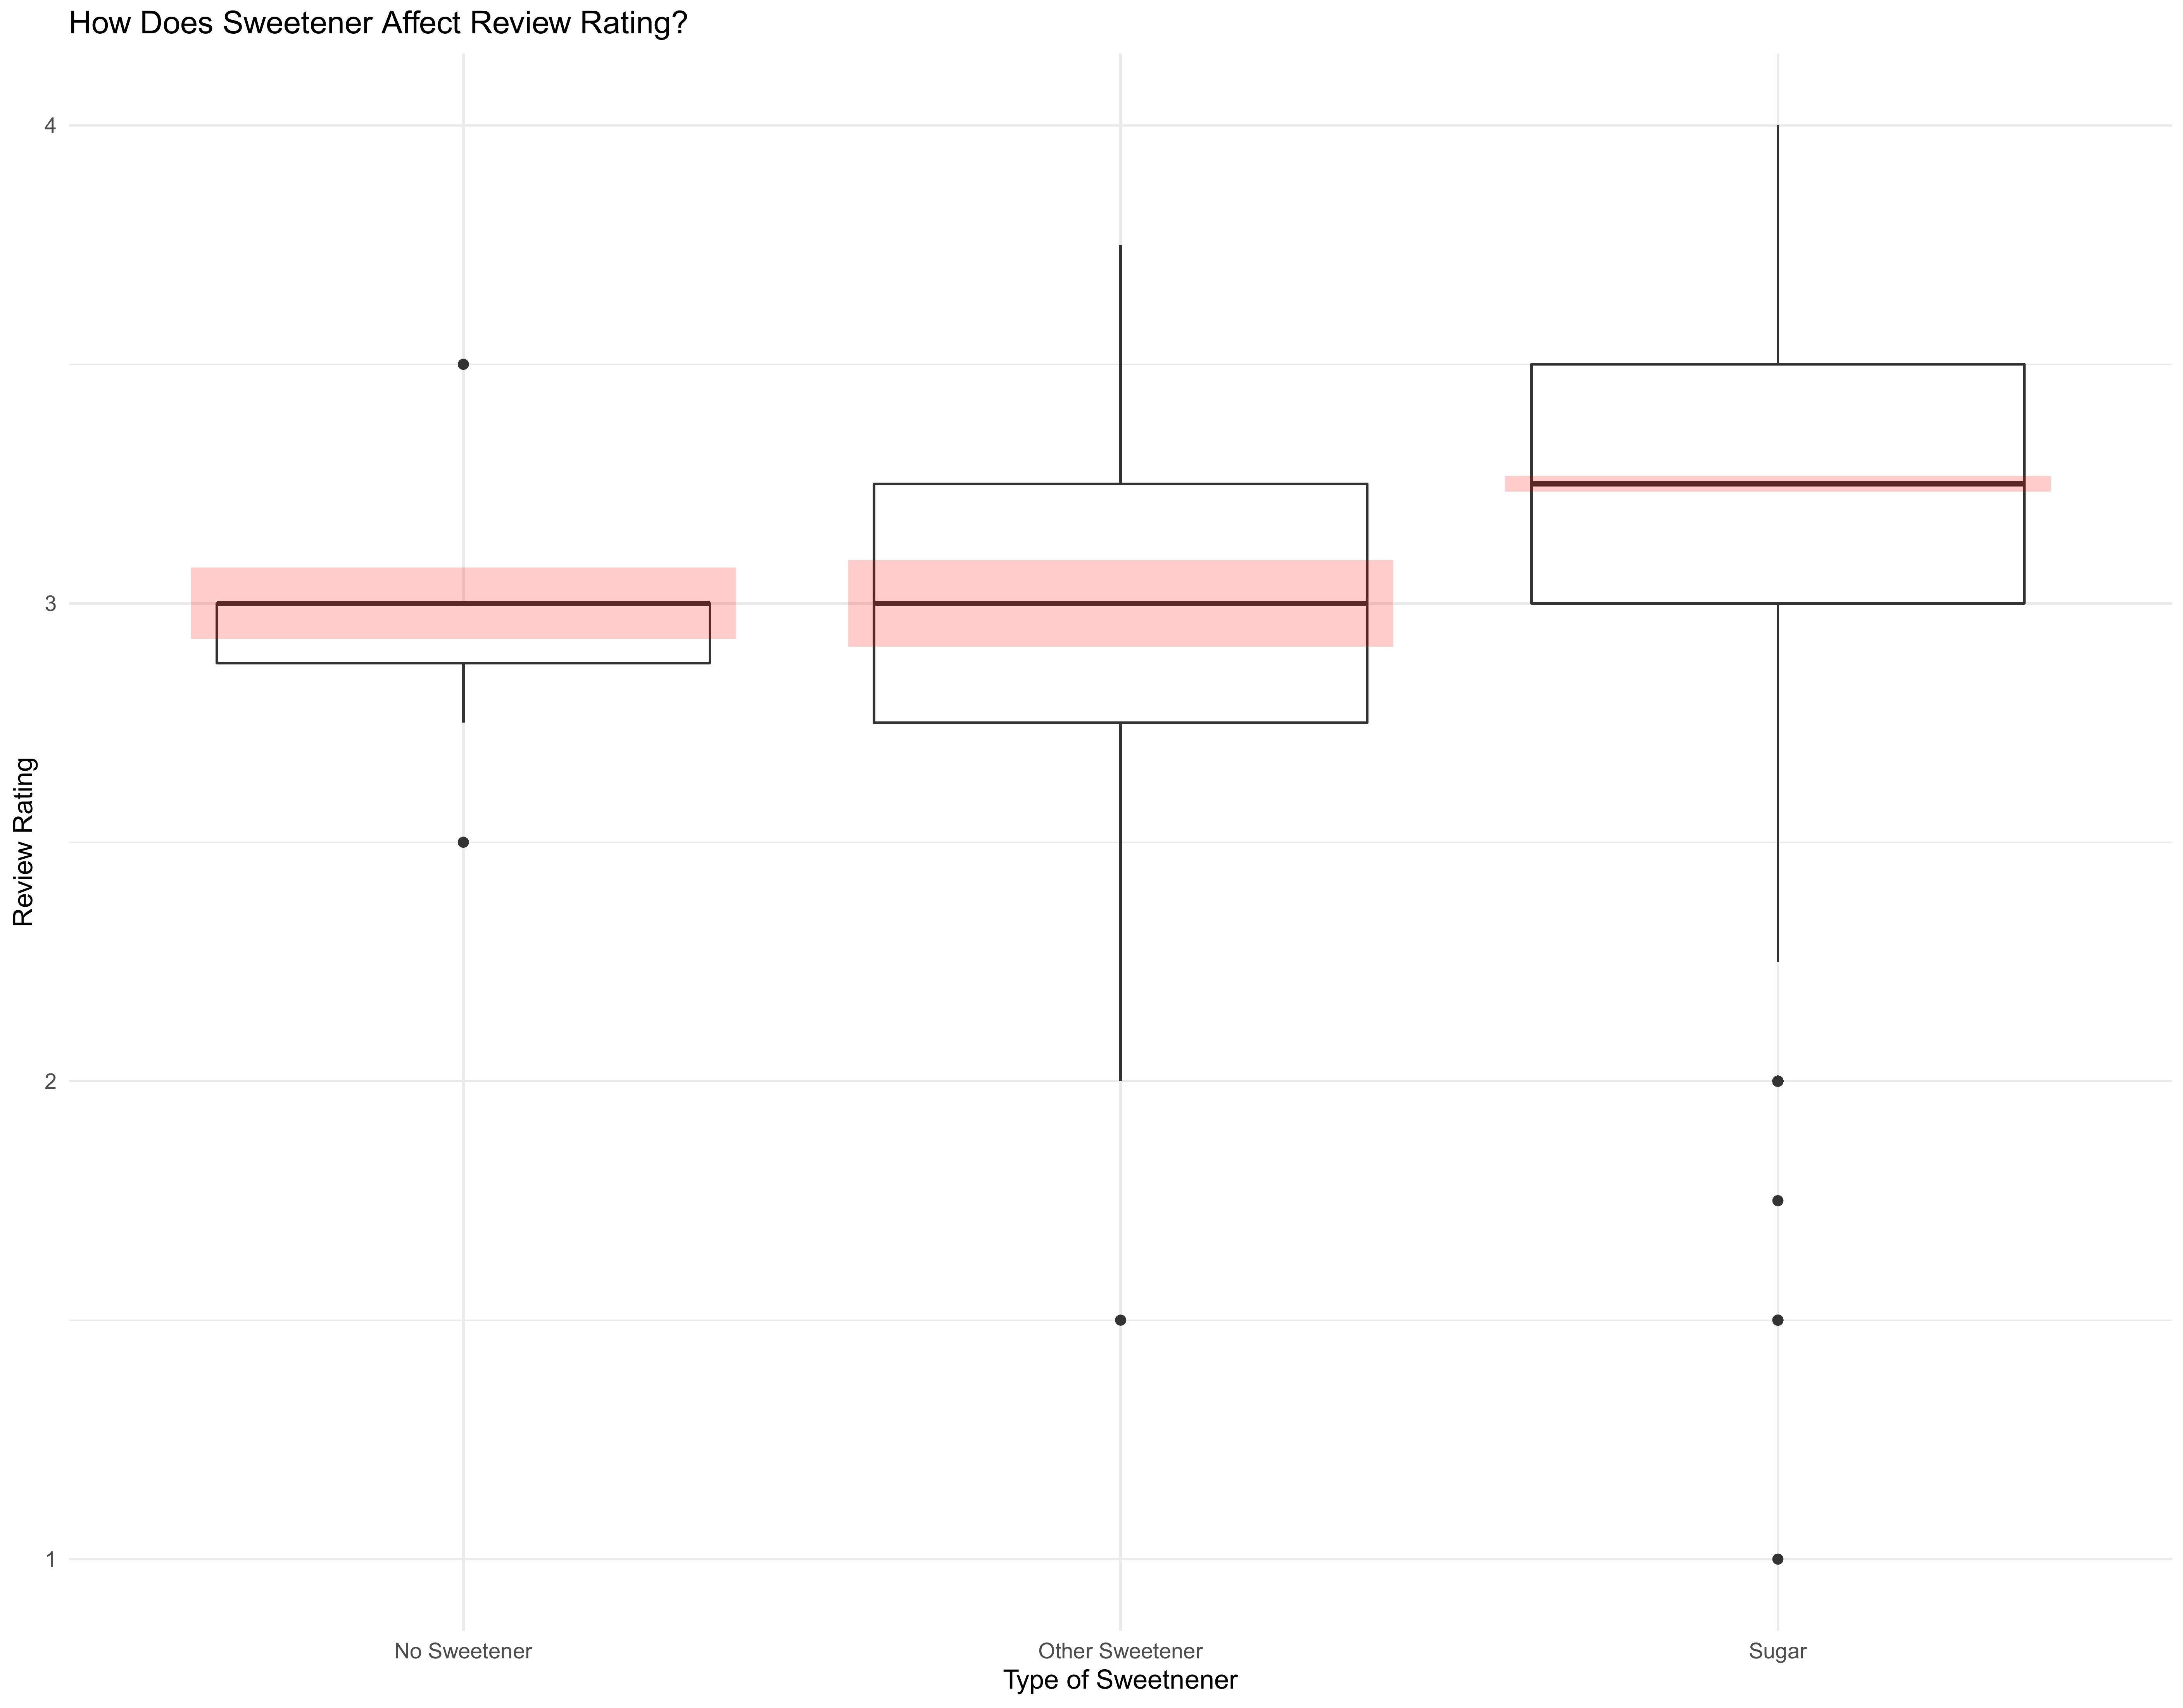 How Does Sweetener Affect Review Rating?
4
3
2
1
Review Rating
No Sweetener
Other Sweetener
Sugar
Type of Sweetnener